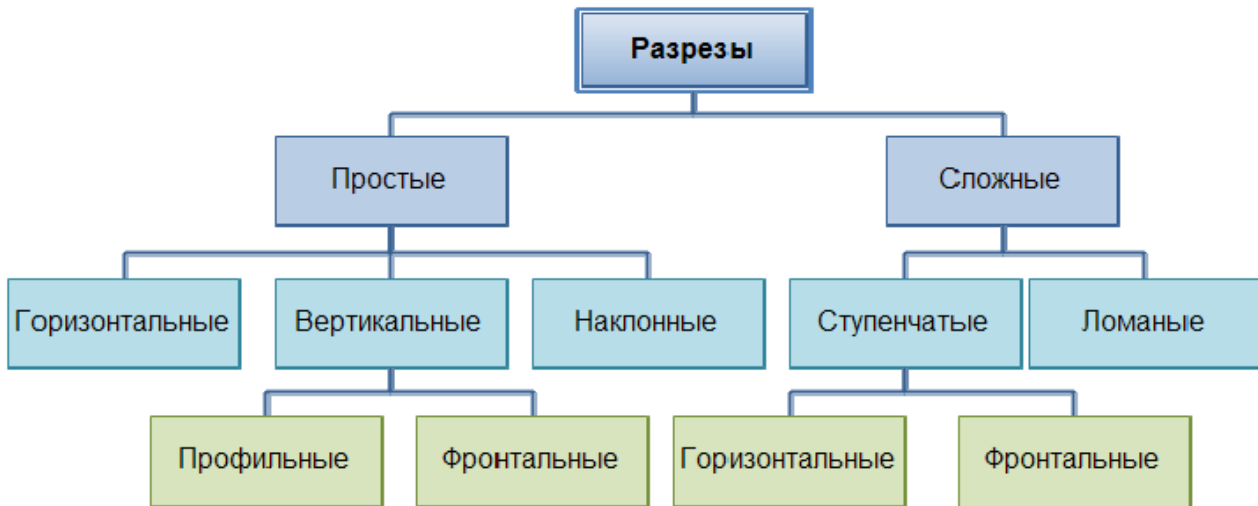 Разрезы
Простые
Сложные
Горизонтальные
Вертикальные
Наклонные
Ступенчатые
Ломаные
Профильные
Фронтальные
Горизонтальные
Фронтальные